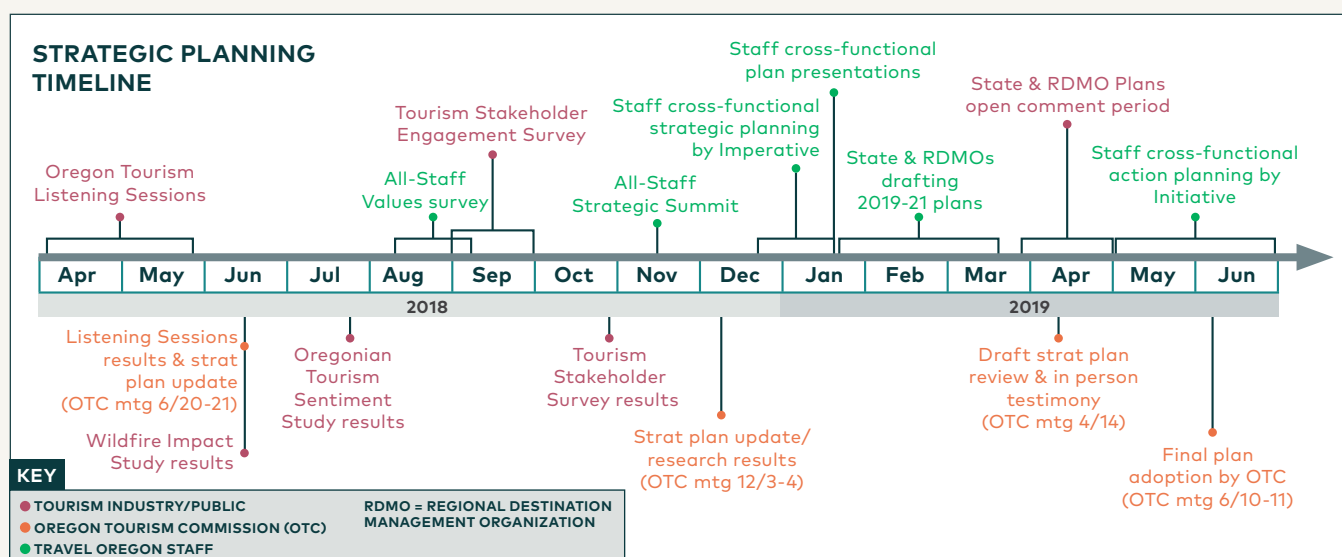 STRATEGIC PLANNING
TIMELINE
Oregon Tourism
Listening Sessions
All-Staff
Values survey
Tourism Stakeholder
Engagement Survey
All-Staff
Strategic Summit
Staff cross-functional
strategic planning
by Imperative
Staff cross-functional
plan presentations
State & RDMOs
drafting
2019-21 plans
State & RDMO Plans
open comment period
Staff cross-functional
action planning by
Initiative
Apr May Jun Jul Aug Sep Oct Nov Dec Jan Feb Mar Apr May Jun
2018 2019
Listening Sessions
results & strat
plan update
(OTC mtg 6/20-21)
Wildfire Impact
Study results
Oregonian
Tourism
Sentiment
Study results
Tourism
Stakeholder
Survey results
Strat plan update/
research results
(OTC mtg 12/3-4)
Draft strat plan
review & in person
testimony
(OTC mtg 4/14)
Final plan
adoption by OTC
(OTC mtg 6/10-11)
KEY
TOURISM INDUSTRY/PUBLIC
OREGON TOURISM COMMISSION (OTC)
TRAVEL OREGON STAFF
RDMO = REGIONAL DESTINATION
MANAGEMENT ORGANIZATION